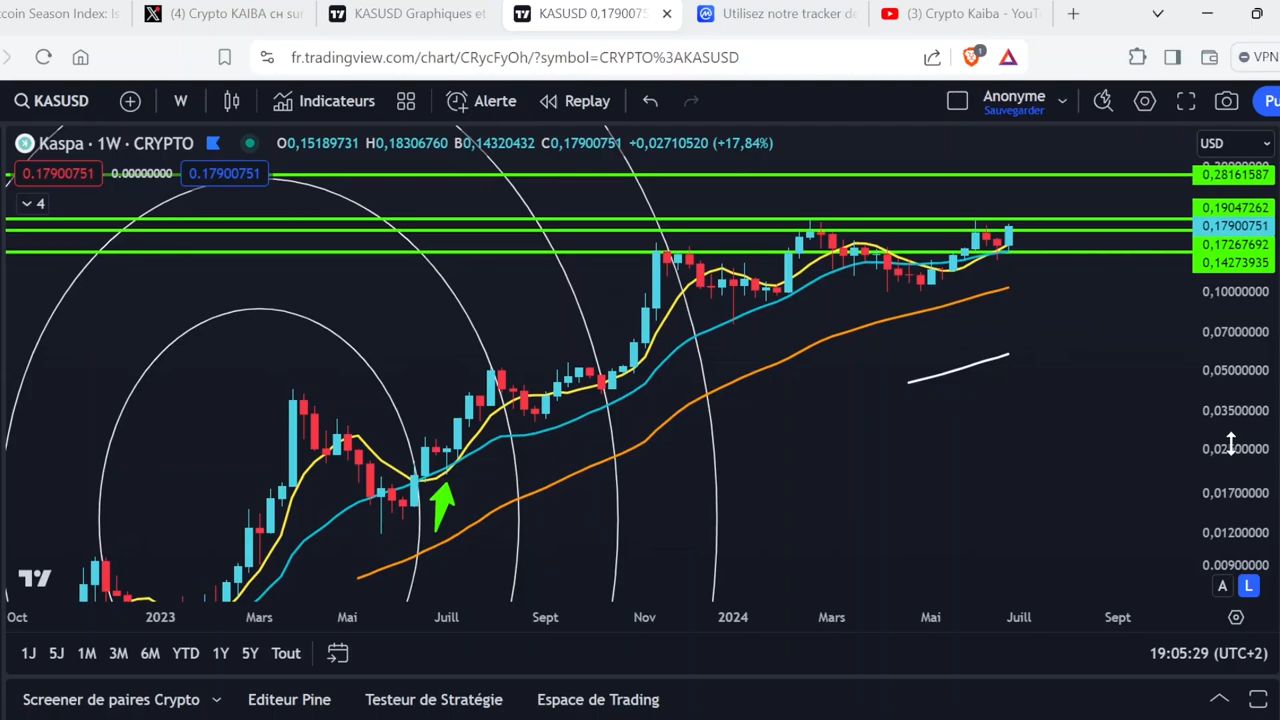 coin Season Index: Is
(4) Crypto KAIBA CH sur
KASUSD Graphiques et
KASUSD 0,1790075
Utilisez notre tracker de
(3) Crypto Kaiba - YouT
fr.tradingview.com/chart/CRycFyOh/?symbol=CRYPTO%3AKASUSD
1
VPN
KASUSD
W
Indicateurs
Alerte
Replay
Anonyme
Sauvegarder
Pu
Kaspa · 1W · CRYPTO
O0,15189731 H0,18306760 B0,14320432 C0,17900751 +0,02710520 (+17,84%)
USD
0.17900751
0.00000000
0.17900751
4
0,28161587
0,19047262
0,17900751
0,17267692
0,14273935
0,10000000
0,07000000
0,05000000
0,03500000
0,01700000
0,01200000
0.00900000
A
L
Oct
2023
Mars
Mai
Juill
Sept
Nov
2024
Mars
Mai
Juill
Sept
1J
5J
1M
3M
6M
YTD
1Y
5Y
Tout
19:05:29 (UTC+2)
Screener de paires Crypto
Editeur Pine
Testeur de Stratégie
Espace de Trading